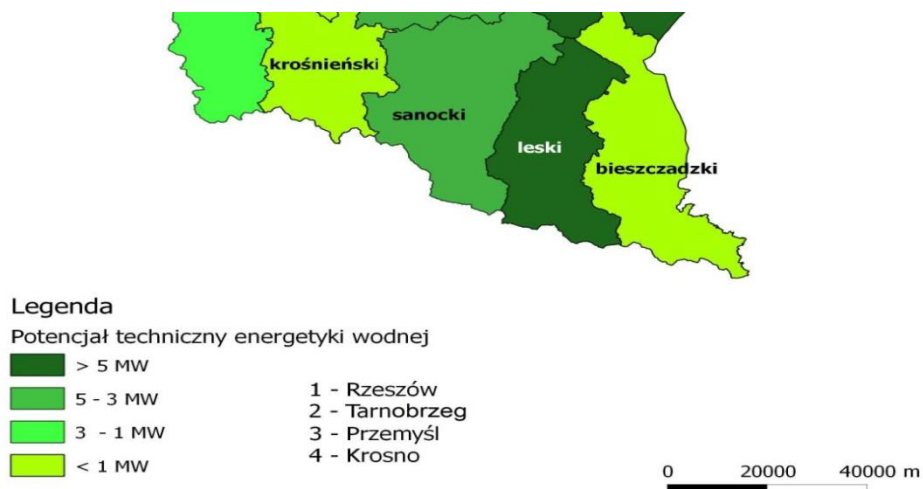 krośnieński
sanocki
leski
bieszczadzki
Legenda
Potencjał techniczny energetyki wodnej
> 5 MW
5 - 3 MW
3 - 1 MW
< 1 MW
1 - Rzeszów
2 - Tarnobrzeg
3 - Przemyśl
4 - Krosno
0 20000 40000 m